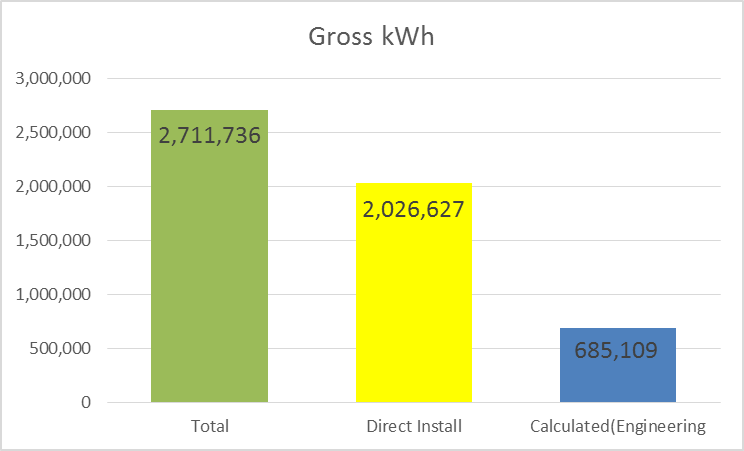 Gross kWh
3,000,000
2,500,000
2,000,000
1,500,000
1,000,000
500,000
0
2,711,736
2,026,627
685,109
Total
Direct Install
Calculated(Engineering